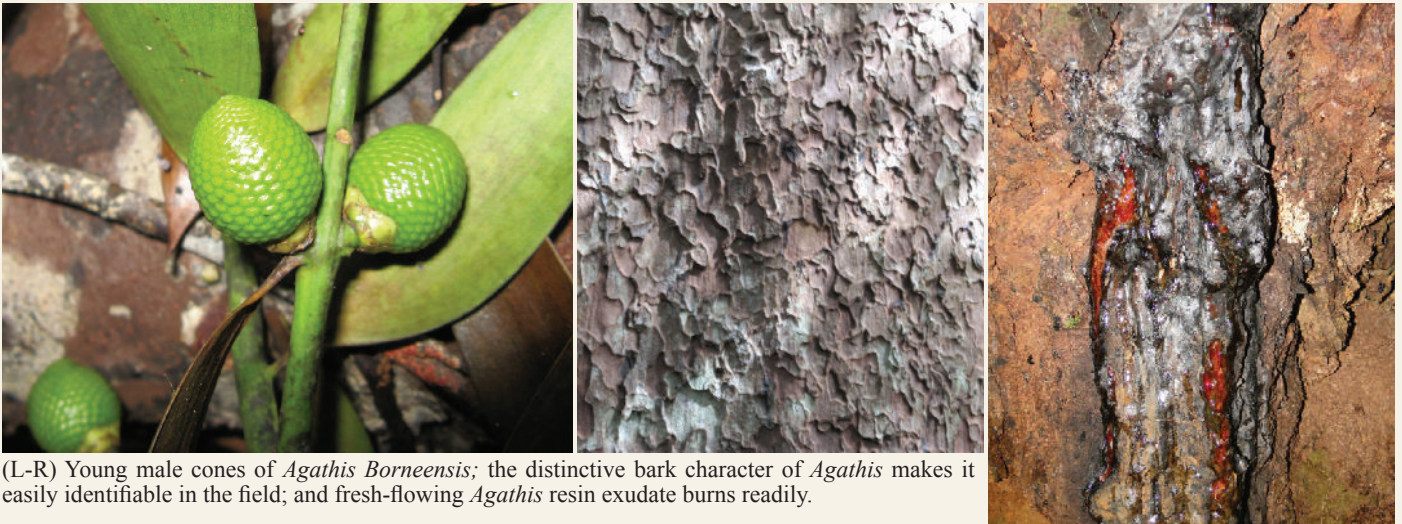 (L-R) Young male cones of Agathis Borneensis; the distinctive bark character of Agathis makes it
easily identifiable in the field; and fresh-flowing Agathis resin exudate burns readily.